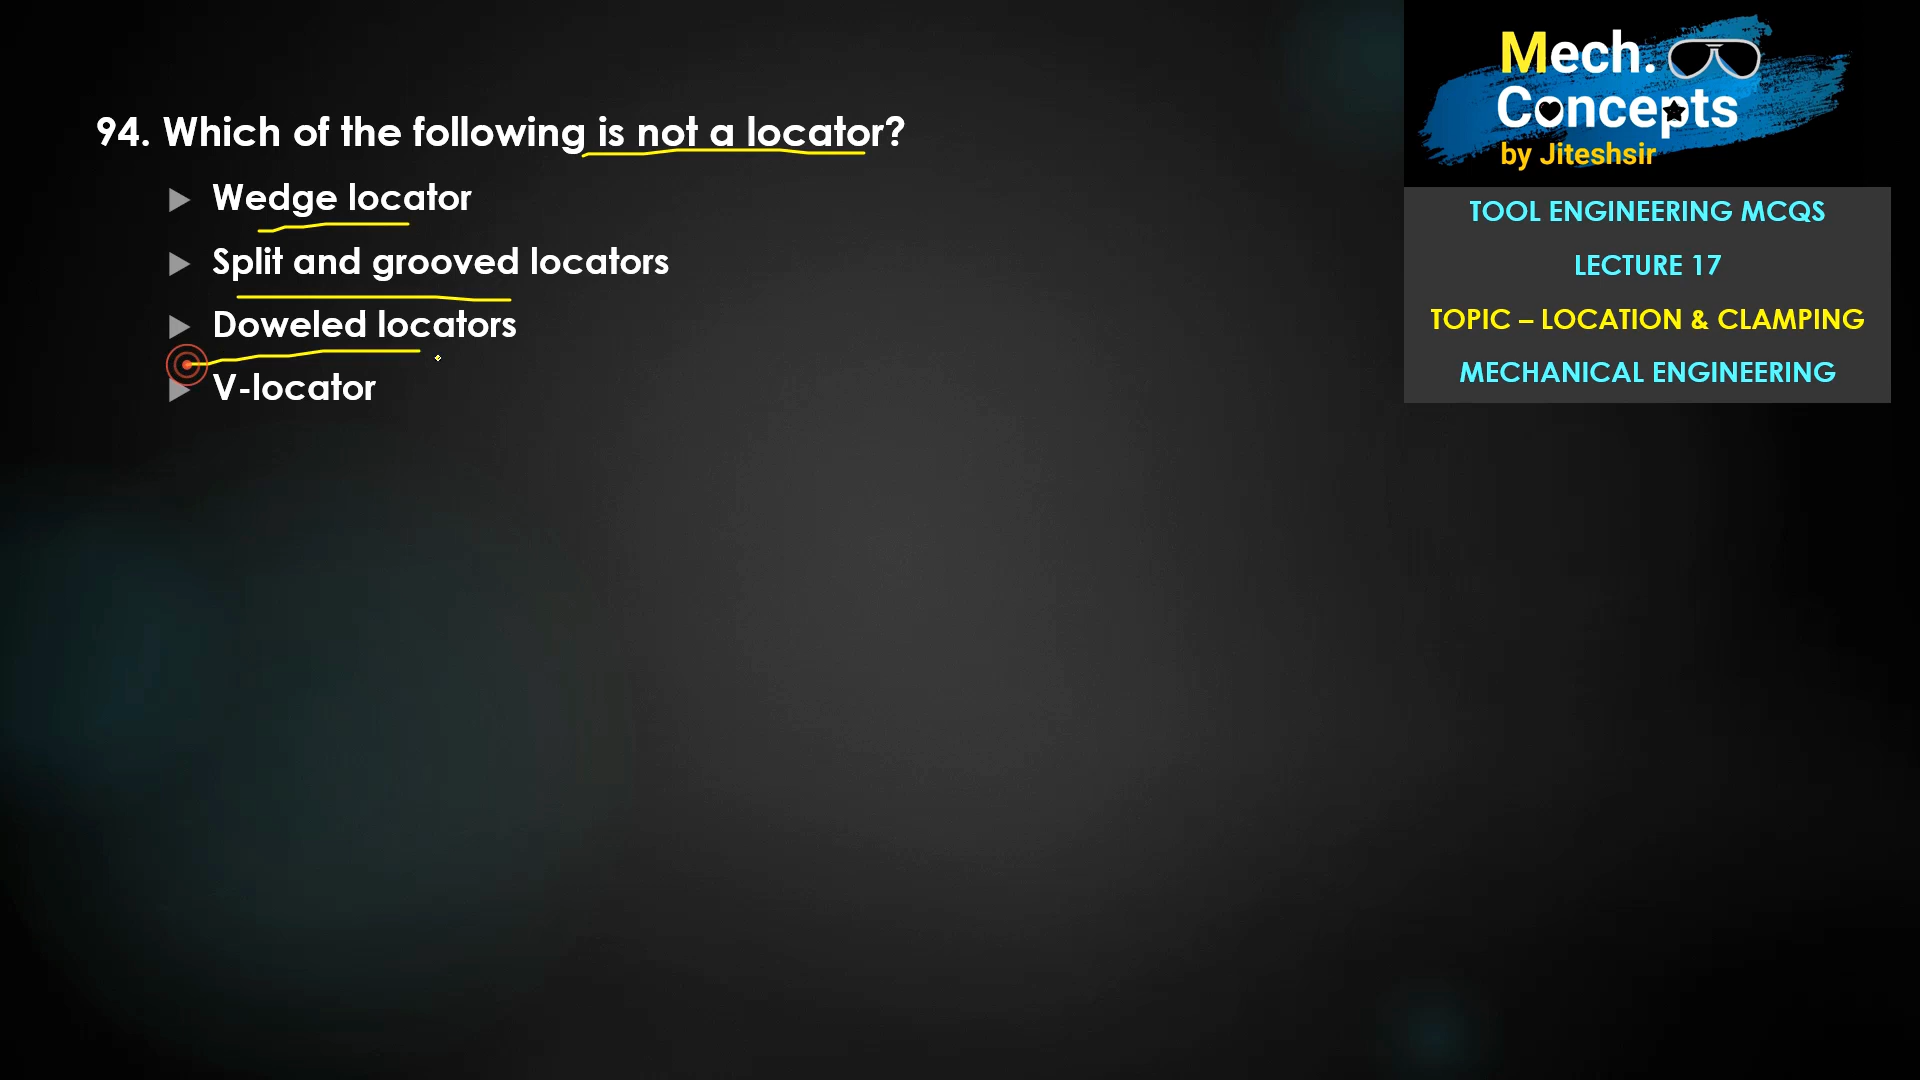 94. Which of the following is not a locator?
Wedge locator
Split and grooved locators
Doweled locators
V-locator
Mech.
Concepts
by Jiteshsir
TOOL ENGINEERING MCQS
LECTURE 17
TOPIC – LOCATION & CLAMPING
MECHANICAL ENGINEERING